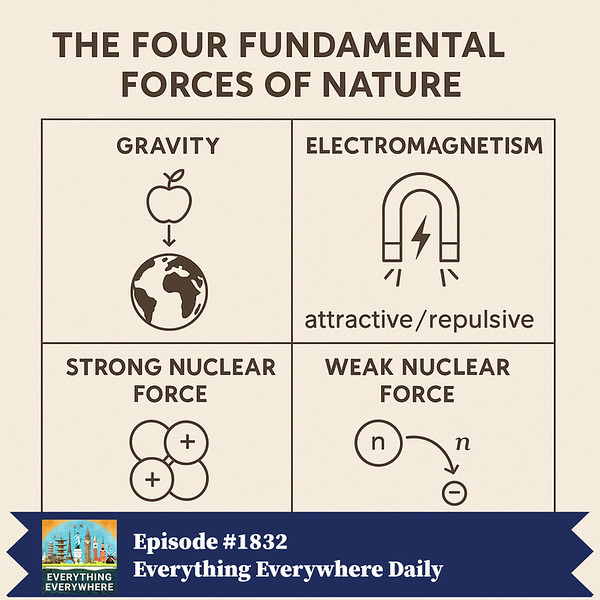 THE FOUR FUNDAMENTAL
FORCES OF NATURE
GRAVITY
ELECTROMAGNETISM
attractive/repulsive
STRONG NUCLEAR
FORCE
+
+
WEAK NUCLEAR
FORCE
n
n
−
EVERYTHING
EVERYWHERE
Episode #1832
Everything Everywhere Daily